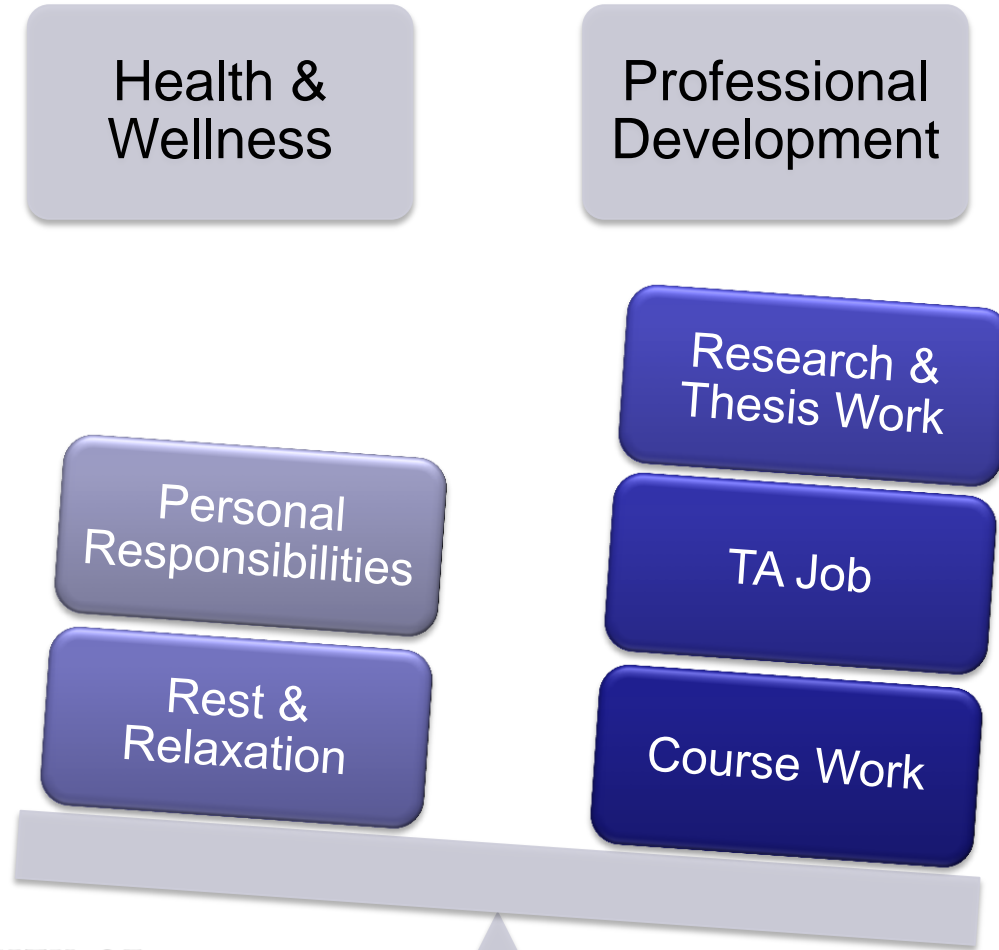 Health &
Wellness
Professional
Development
Personal
Responsibilities
Rest &
Relaxation
Research &
Thesis Work
TA Job
Course Work